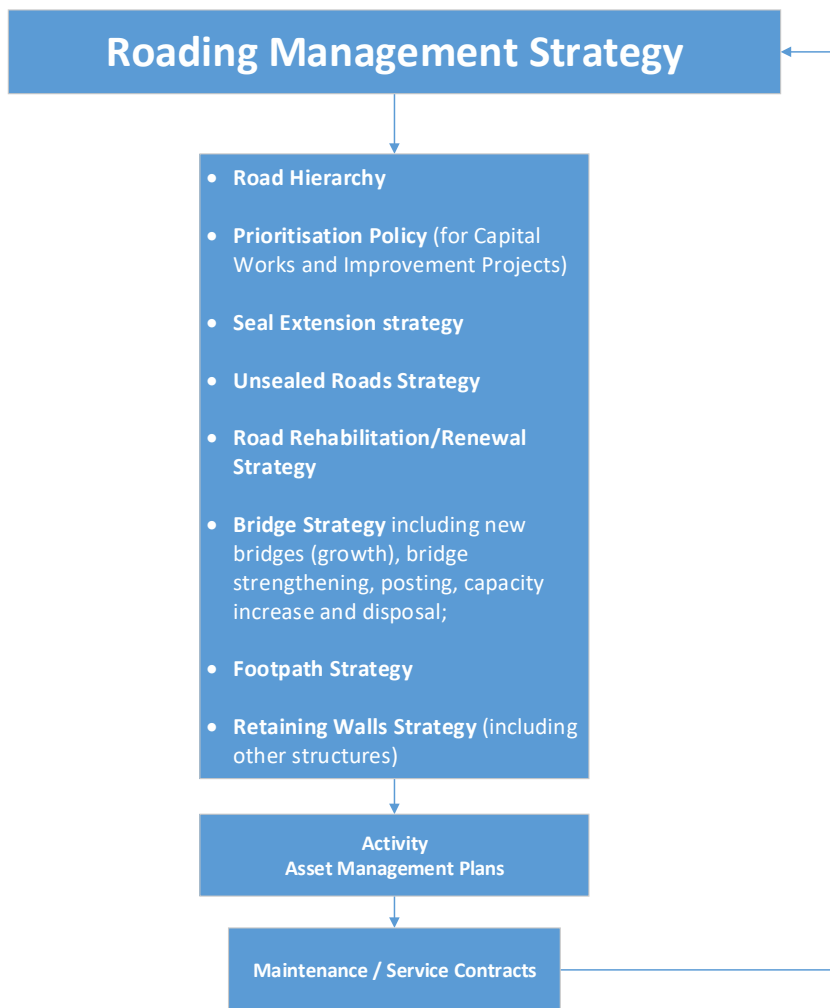 Roading Management Strategy
• Road Hierarchy
• Prioritisation Policy (for Capital
Works and Improvement Projects)
• Seal Extension strategy
• Unsealed Roads Strategy
• Road Rehabilitation/Renewal
Strategy
• Bridge Strategy including new
bridges (growth), bridge
strengthening, posting, capacity
increase and disposal;
• Footpath Strategy
• Retaining Walls Strategy (including
other structures)
Activity
Asset Management Plans
Maintenance / Service Contracts